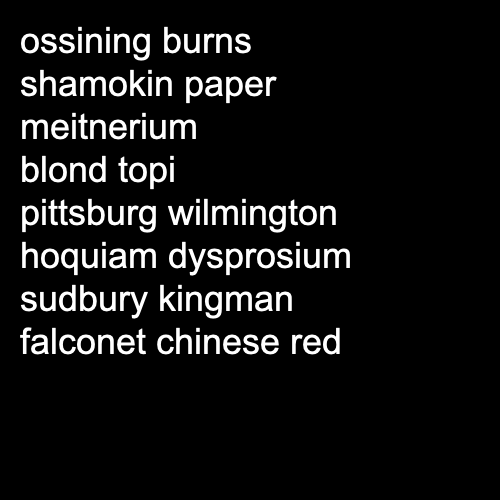 ossining burns
shamokin paper
meitnerium
blond topi
pittsburg wilmington
hoquiam dysprosium
sudbury kingman
falconet chinese red